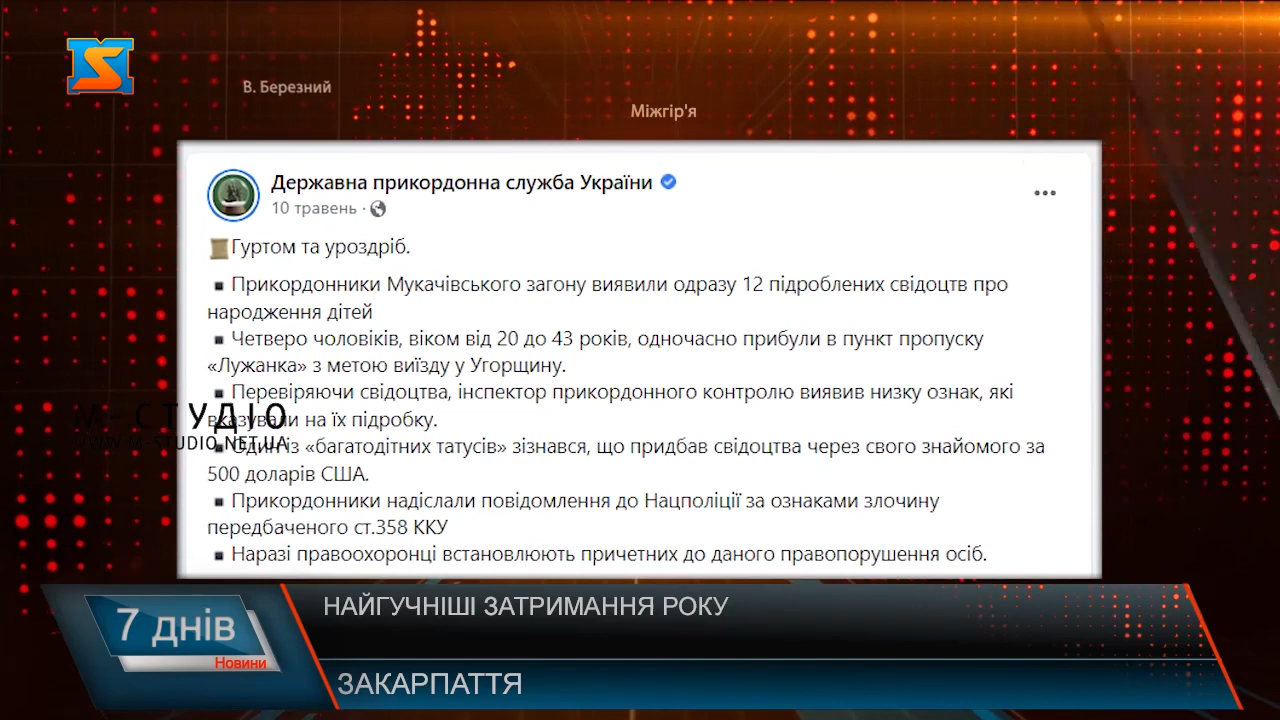 В. Березний
Міжгір'я
Державна прикордонна служба України
10 травень ·
Гуртом та уроздріб.
▪ Прикордонники Мукачівського загону виявили одразу 12 підроблених свідоцтв про
народження дітей
▪ Четверо чоловіків, віком від 20 до 43 років, одночасно прибули в пункт пропуску
«Лужанка» з метою виїзду у Угорщину.
▪ Перевіряючи свідоцтва, інспектор прикордонного контролю виявив низку ознак, які
вказували на їх підробку.
▪ Один із «багатодітних татусів» зізнався, що придбав свідоцтва через свого знайомого за
500 доларів США.
▪ Прикордонники надіслали повідомлення до Нацполіції за ознаками злочину
передбаченого ст.358 ККУ
▪ Наразі правоохоронці встановлюють причетних до даного правопорушення осіб.
М-СТУДІО
WWW.M-STUDIO.NET.UA
7 днів
Новини
НАЙГУЧНІШІ ЗАТРИМАННЯ РОКУ
ЗАКАРПАТТЯ